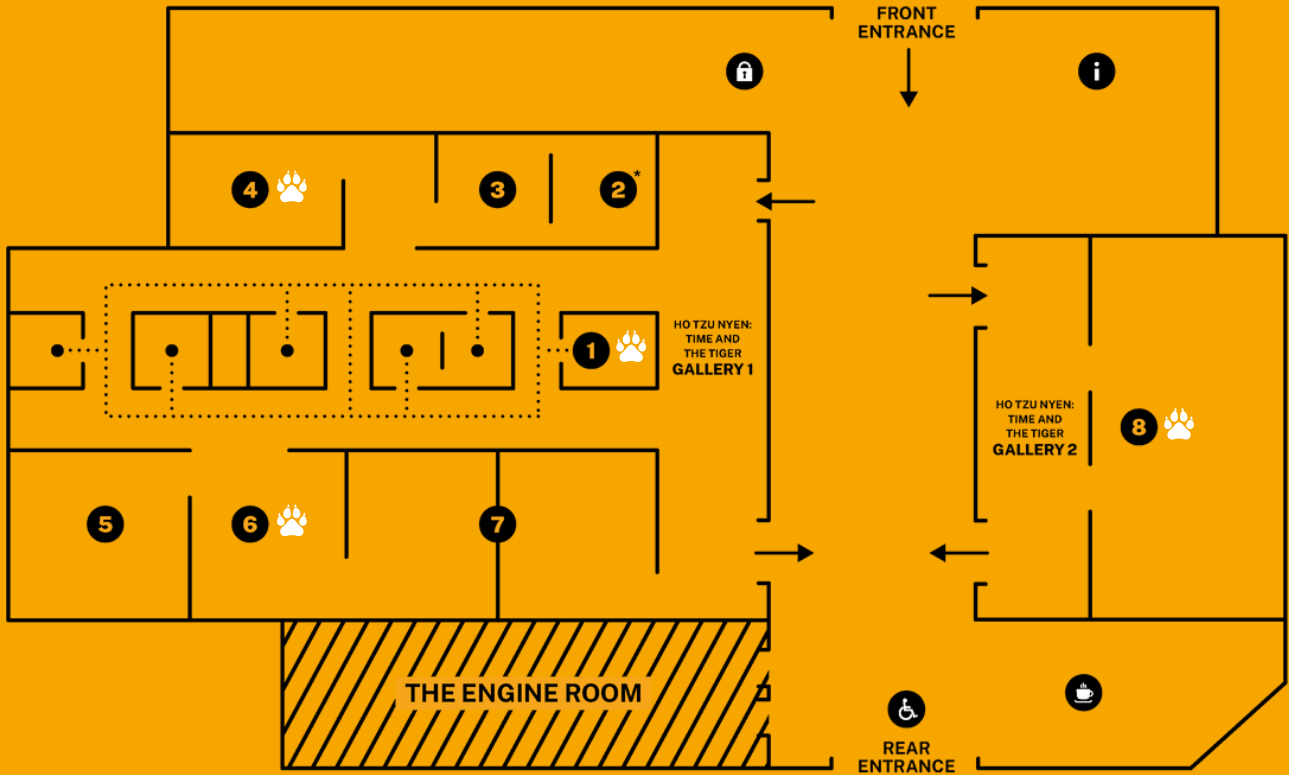 FRONT
ENTRANCE
i
4
3
2*
1
HO TZU NYEN:
TIME AND
THE TIGER
GALLERY 1
HO TZU NYEN:
TIME AND
THE TIGER
GALLERY 2
8
5
6
7
THE ENGINE ROOM
REAR
ENTRANCE